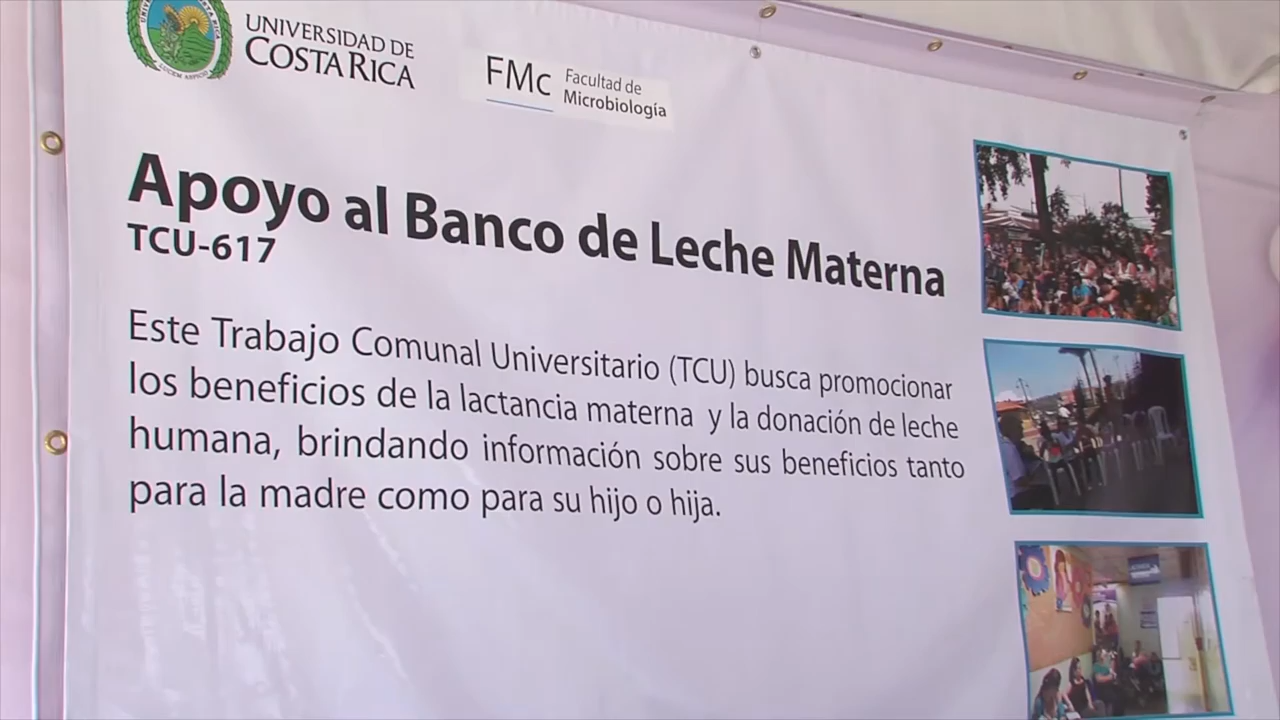 UNIVERSIDAD DE
COSTA RICA
LUCEM ASPICIO
FMc
Facultad de
Microbiología
Apoyo al Banco de Leche Materna
TCU-617
Este Trabajo Comunal Universitario (TCU) busca promocionar
los beneficios de la lactancia materna y la donación de leche
humana, brindando información sobre sus beneficios tanto
para la madre como para su hijo o hija.